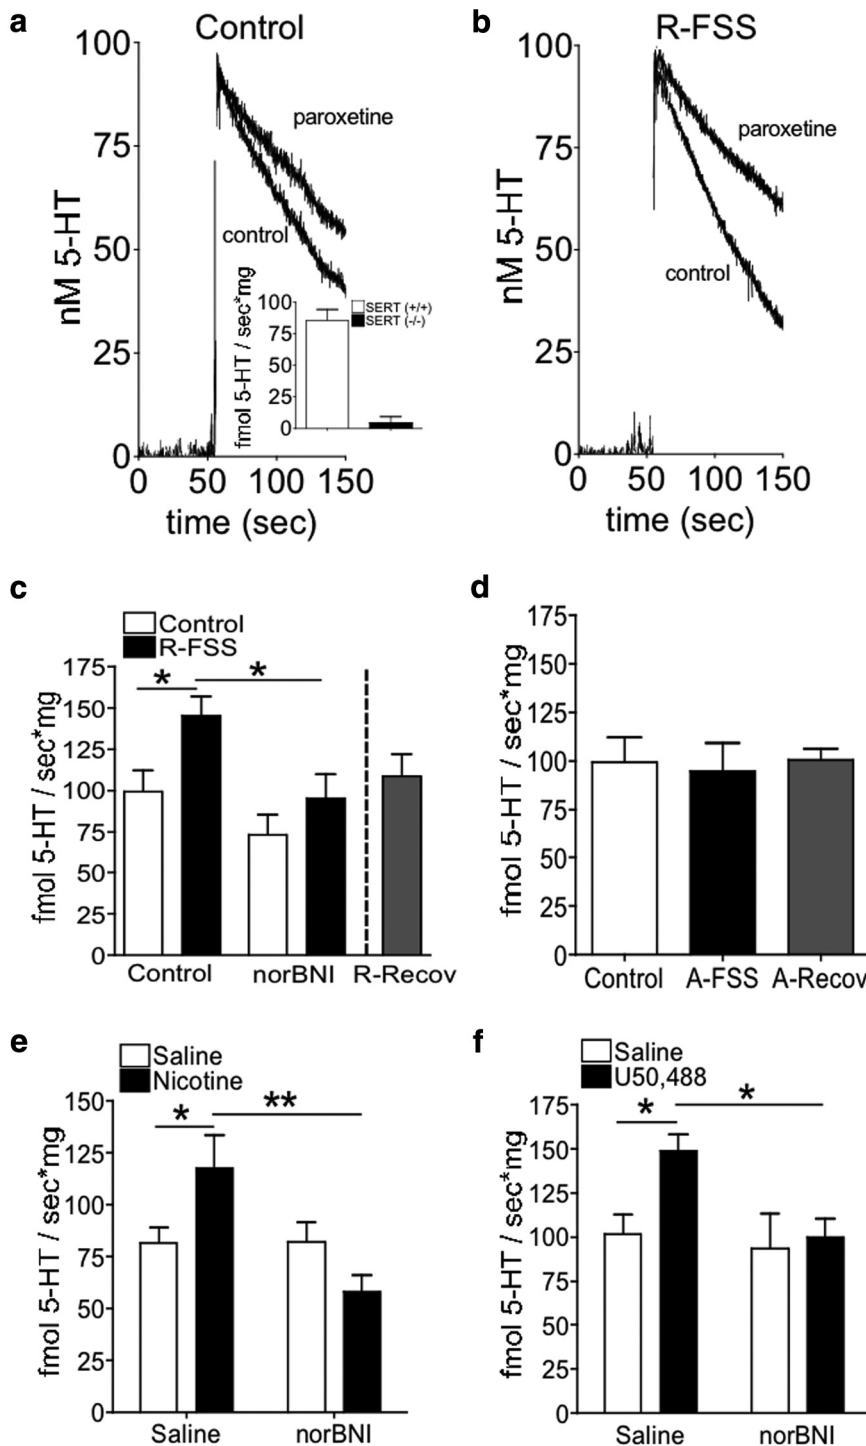 a
Control
100
75
50
25
0
nM 5-HT
paroxetine
control
0 50 100 150
time (sec)
fmol 5-HT / sec*mg
100
75
50
25
0
SERT (+/+)
SERT (-/-)
b
R-FSS
100
75
50
25
0
nM 5-HT
paroxetine
control
0 50 100 150
time (sec)
c
Control
R-FSS
fmol 5-HT / sec*mg
175
150
125
100
75
50
25
0
* *
Control norBNI R-Recov
d
fmol 5-HT / sec*mg
175
150
125
100
75
50
25
0
Control A-FSS A-Recov
e
Saline
Nicotine
fmol 5-HT / sec*mg
150
125
100
75
50
25
0
* **
Saline norBNI
f
Saline
U50,488
fmol 5-HT / sec*mg
175
150
125
100
75
50
25
0
* *
Saline norBNI